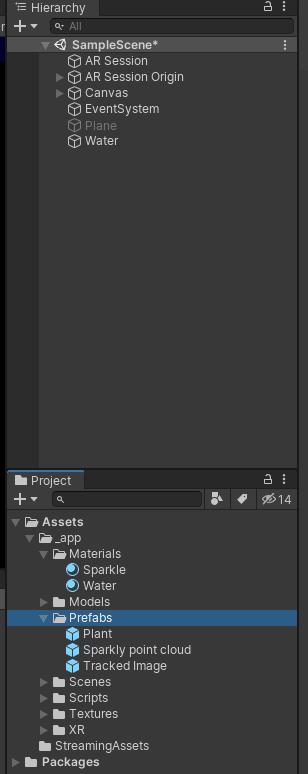 Hierarchy
All
SampleScene*
AR Session
AR Session Origin
Canvas
EventSystem
Plane
Water
Project
14
Assets
_app
Materials
Sparkle
Water
Models
Prefabs
Plant
Sparkly point cloud
Tracked Image
Scenes
Scripts
Textures
XR
StreamingAssets
Packages